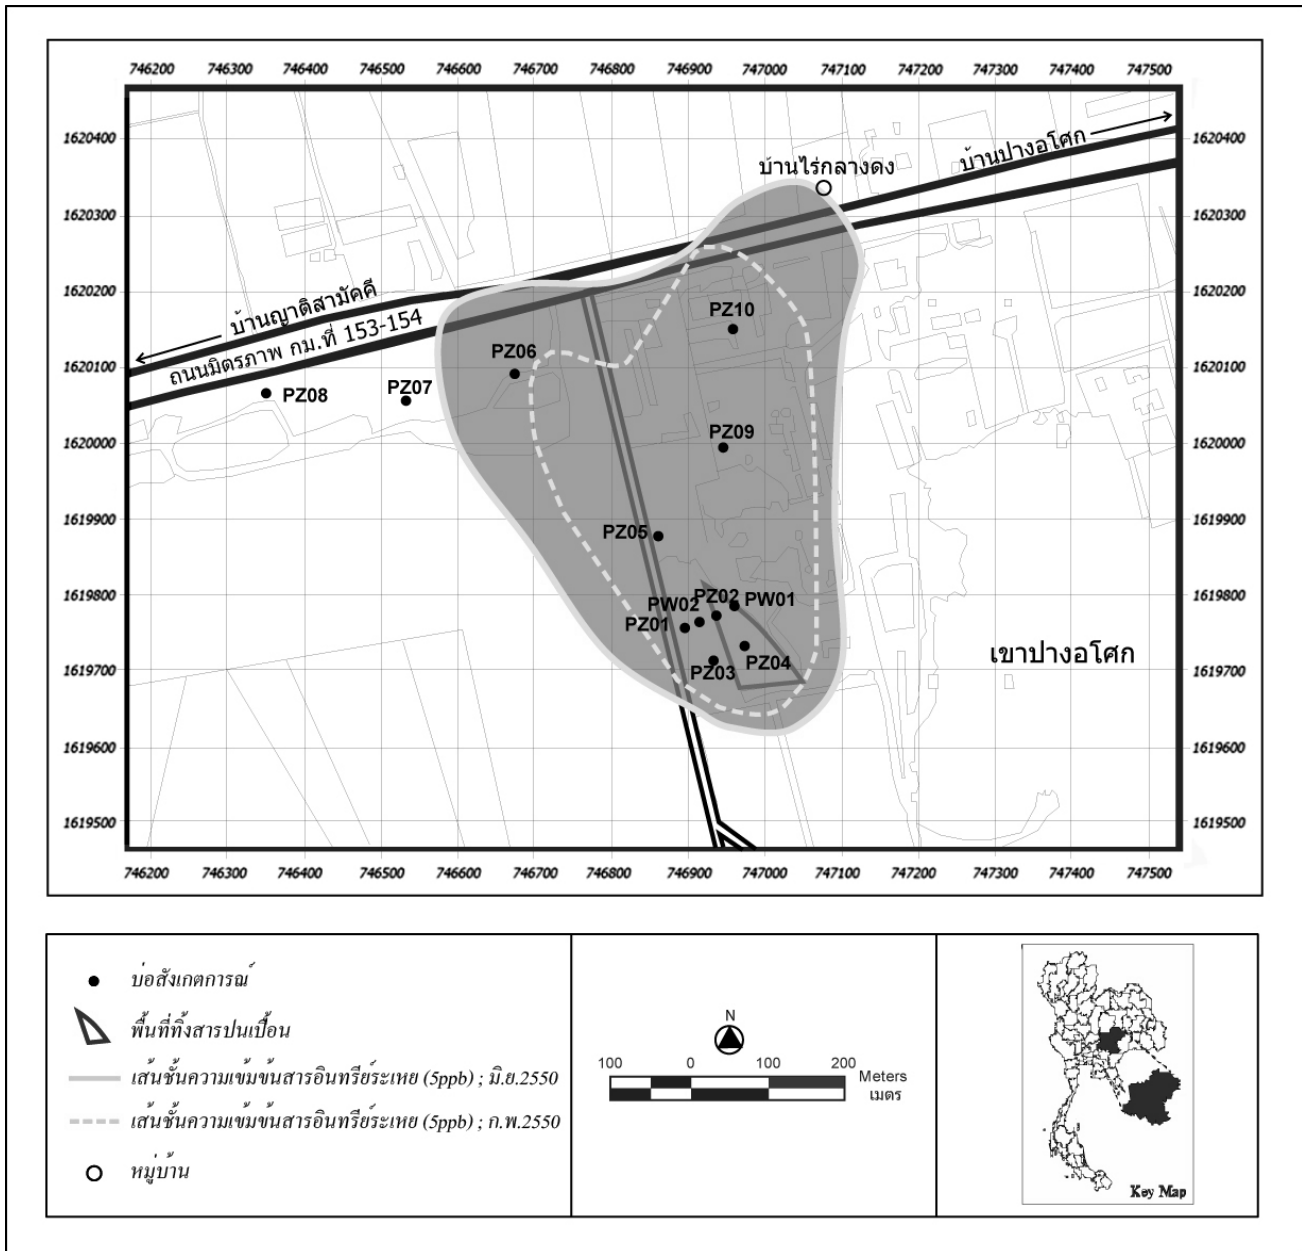 746200 746300 746400 746500 746600 746700 746800 746900 747000 747100 747200 747300 747400 747500
1620400 1620400
บ้านปางอโศก
บ้านไร่กลางดง
1620300 1620300
1620200 1620200
บ้านญาติสามัคคี
ถนนมิตรภาพ กม.ที่ 153-154
PZ10
PZ06
1620100 1620100
PZ08
PZ07
PZ09
1620000 1620000
1619900 1619900
PZ05
1619800 1619800
PZ02
PW02
PW01
PZ01
เขาปางอโศก
PZ04
PZ03
1619700 1619700
1619600 1619600
1619500 1619500
746200 746300 746400 746500 746600 746700 746800 746900 747000 747100 747200 747300 747400 747500
บ่อสังเกตการณ์
พื้นที่ทิ้งสารปนเปื้อน
เส้นชั้นความเข้มข้นสารอินทรีย์ระเหย (5ppb) ; มิ.ย.2550
เส้นชั้นความเข้มข้นสารอินทรีย์ระเหย (5ppb) ; ก.พ.2550
หมู่บ้าน
N
100 0 100 200
Meters
เมตร
Key Map